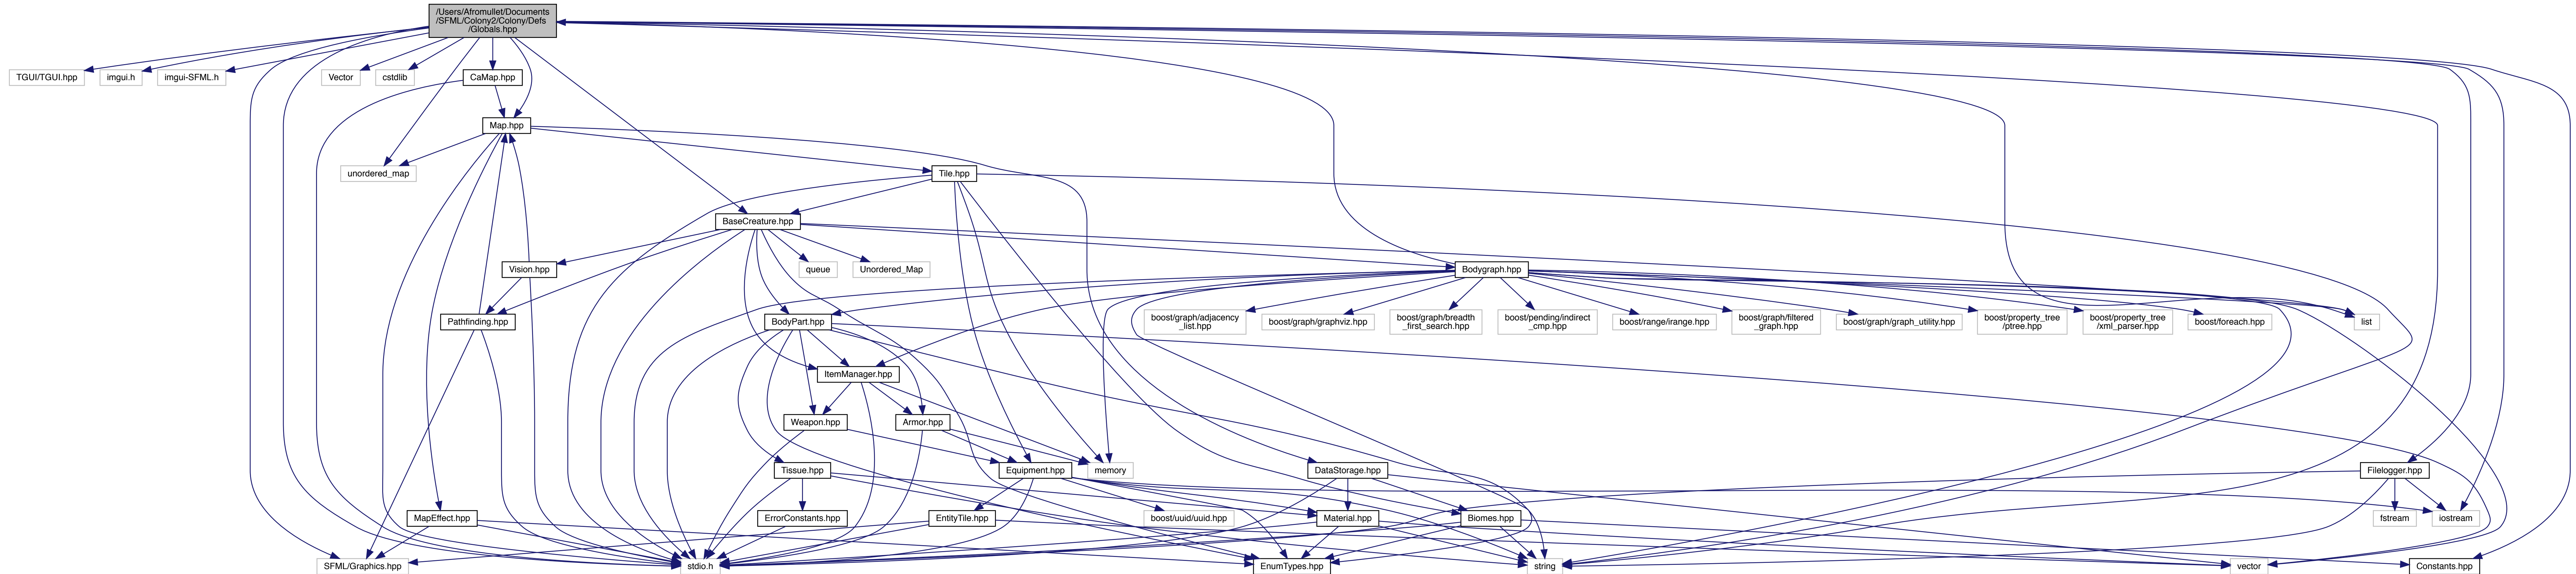 /Users/Afromullet/Documents
/SFML/Colony2/Colony/Defs
/Globals.hpp
TGUI/TGUI.hpp
imgui.h
imgui-SFML.h
Vector
cstdlib
CaMap.hpp
Map.hpp
unordered_map
Tile.hpp
BaseCreature.hpp
Vision.hpp
queue
Unordered_Map
Bodygraph.hpp
Pathfinding.hpp
BodyPart.hpp
boost/graph/adjacency
_list.hpp
boost/graph/graphviz.hpp
boost/graph/breadth
_first_search.hpp
boost/pending/indirect
_cmp.hpp
boost/range/irange.hpp
boost/graph/filtered
_graph.hpp
boost/graph/graph_utility.hpp
boost/property_tree
/ptree.hpp
boost/property_tree
/xml_parser.hpp
boost/foreach.hpp
list
ItemManager.hpp
Weapon.hpp
Armor.hpp
Tissue.hpp
Equipment.hpp
memory
DataStorage.hpp
Filelogger.hpp
MapEffect.hpp
ErrorConstants.hpp
EntityTile.hpp
boost/uuid/uuid.hpp
Material.hpp
Biomes.hpp
fstream
iostream
SFML/Graphics.hpp
stdio.h
EnumTypes.hpp
string
vector
Constants.hpp